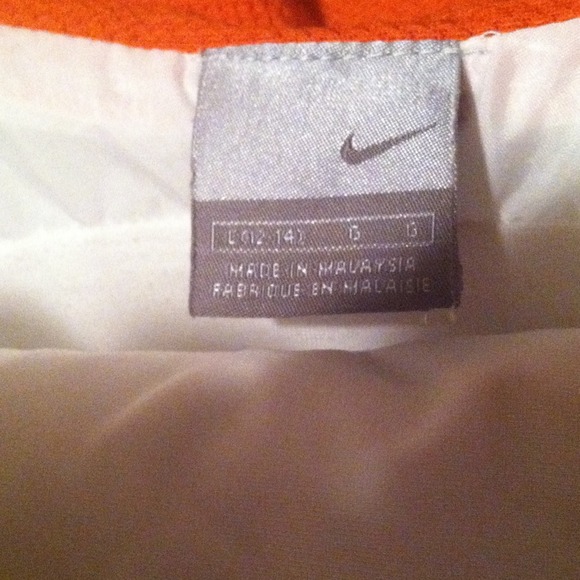 L (12-14) G G
MADE IN MALAYSIA
FABRIQUE EN MALAISIE